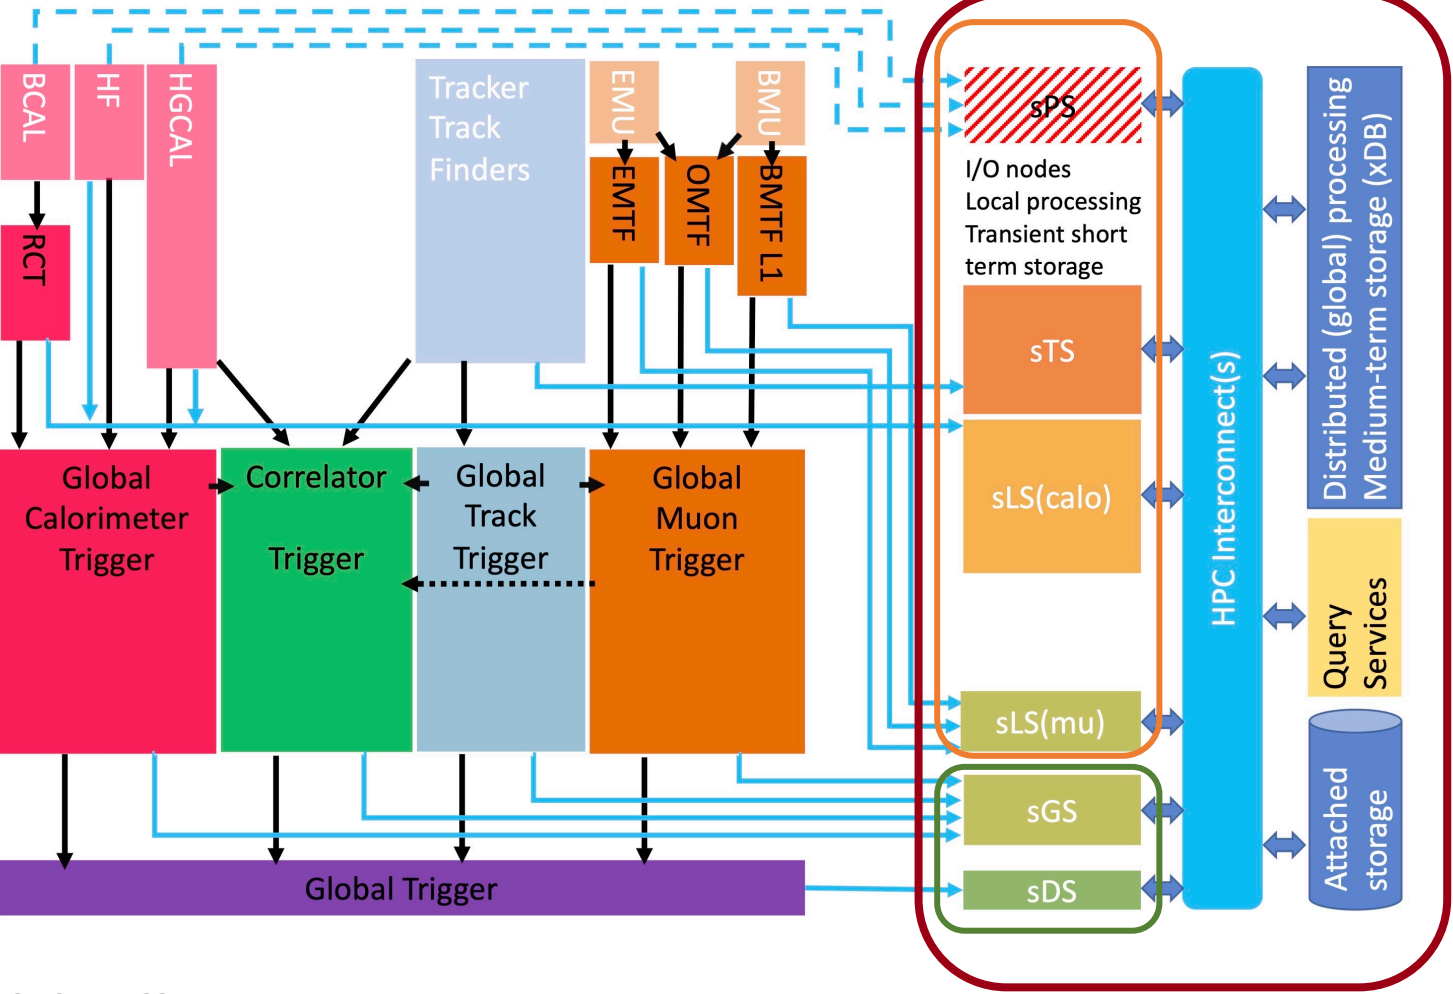 BCAL
HF
HGCAL
RCT
Tracker
Track
Finders
EMU
BMU
EMTF
OMTF
BMTF L1
Global
Calorimeter
Trigger
Correlator
Trigger
Global
Track
Trigger
Global
Muon
Trigger
Global Trigger
sPS
I/O nodes
Local processing
Transient short
term storage
sTS
sLS(calo)
sLS(mu)
sGS
sDS
HPC Interconnect(s)
Distributed (global) processing
Medium-term storage (xDB)
Query
Services
Attached
storage